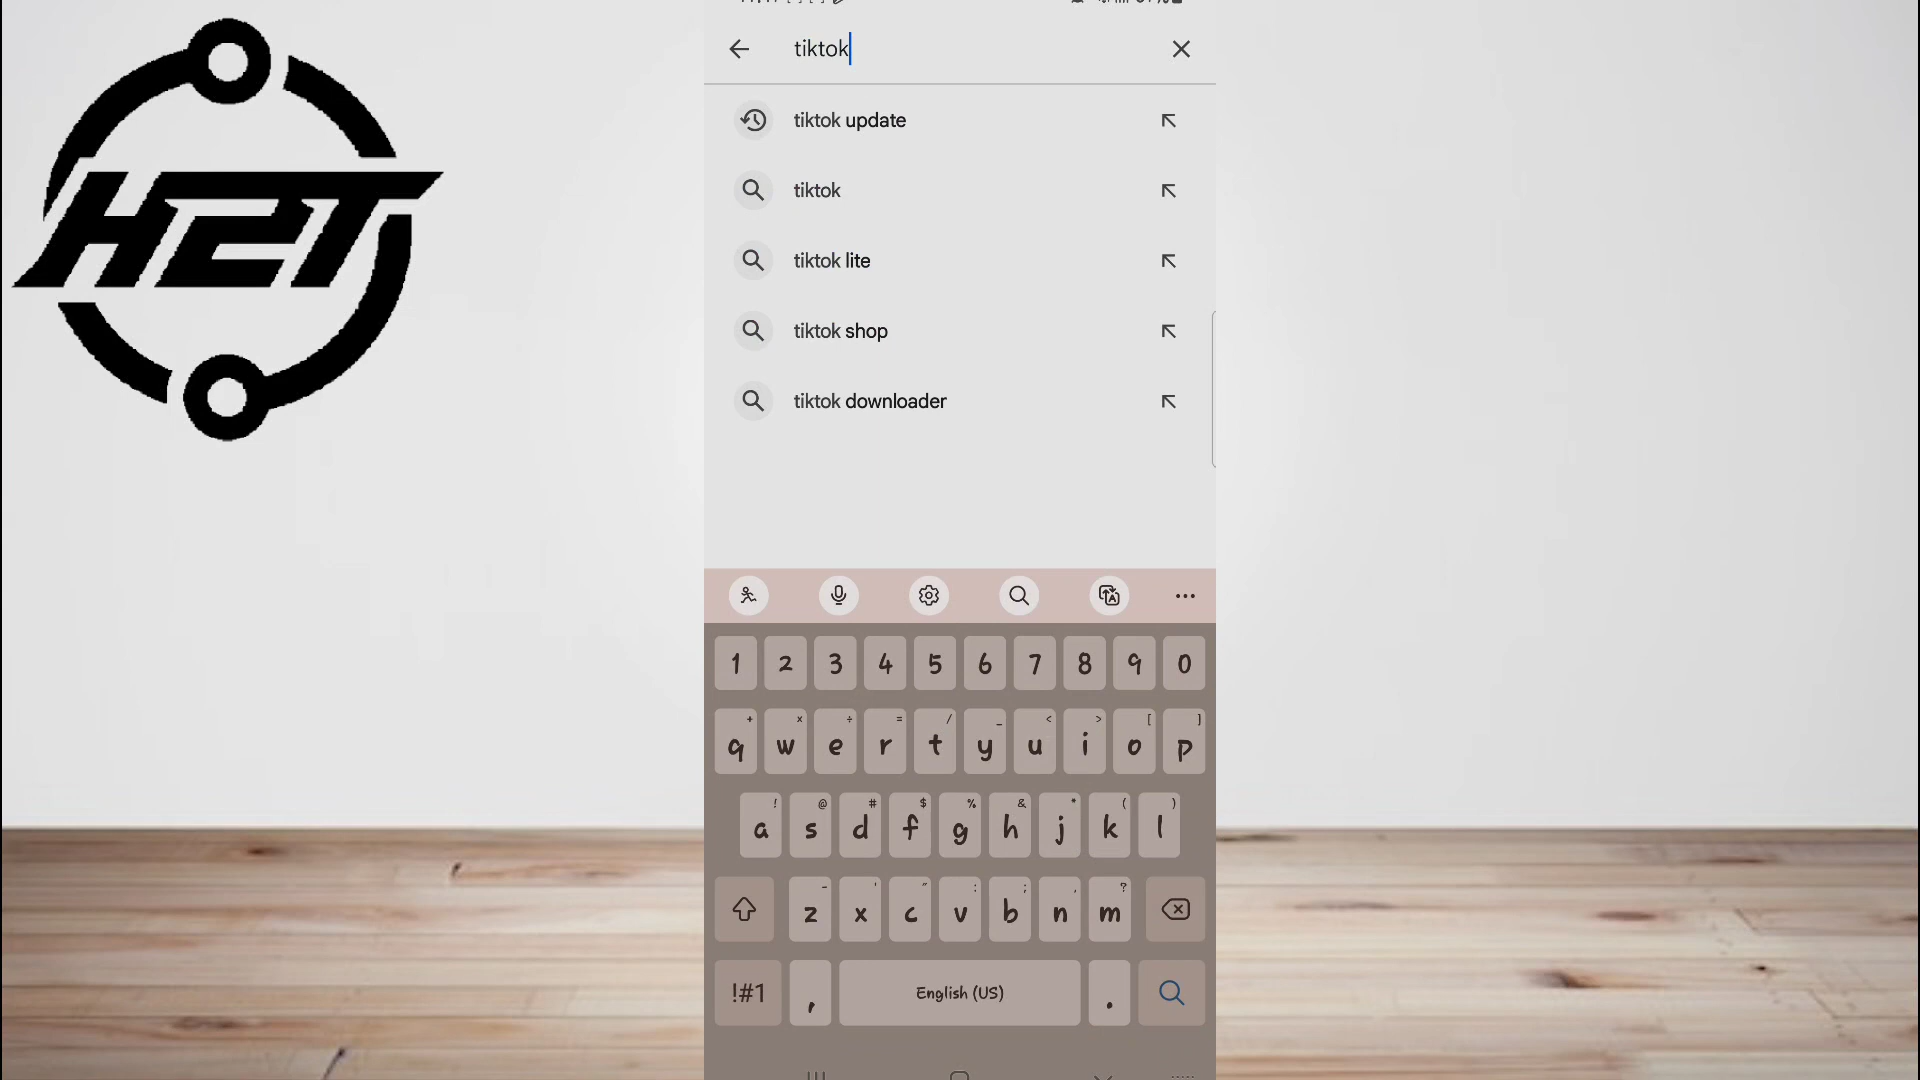 H2T
tiktok
tiktok update
tiktok
tiktok lite
tiktok shop
tiktok downloader
1 2 3 4 5 6 7 8 9 0
+ × ÷ = / _ < > [ ]
q w e r t y u i o p
! @ # $ % & * ( )
a s d f g h j k l
- ' " : ; , ?
z x c v b n m
!#1 , English (US) .